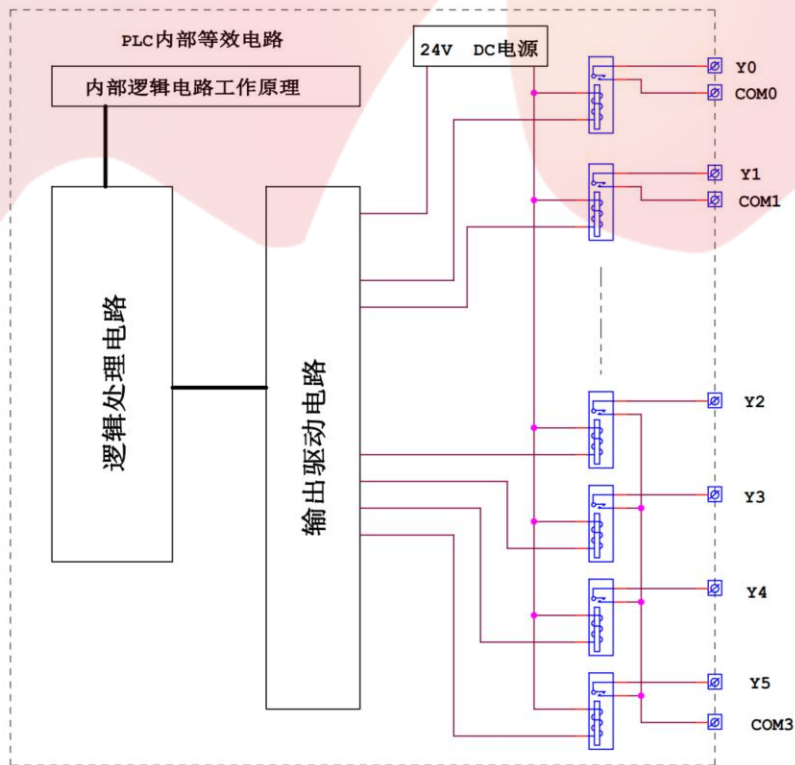 PLC内部等效电路
内部逻辑电路工作原理
24V DC电源
Y0
COM0
Y1
COM1
逻辑处理电路
输出驱动电路
Y2
Y3
Y4
Y5
COM3